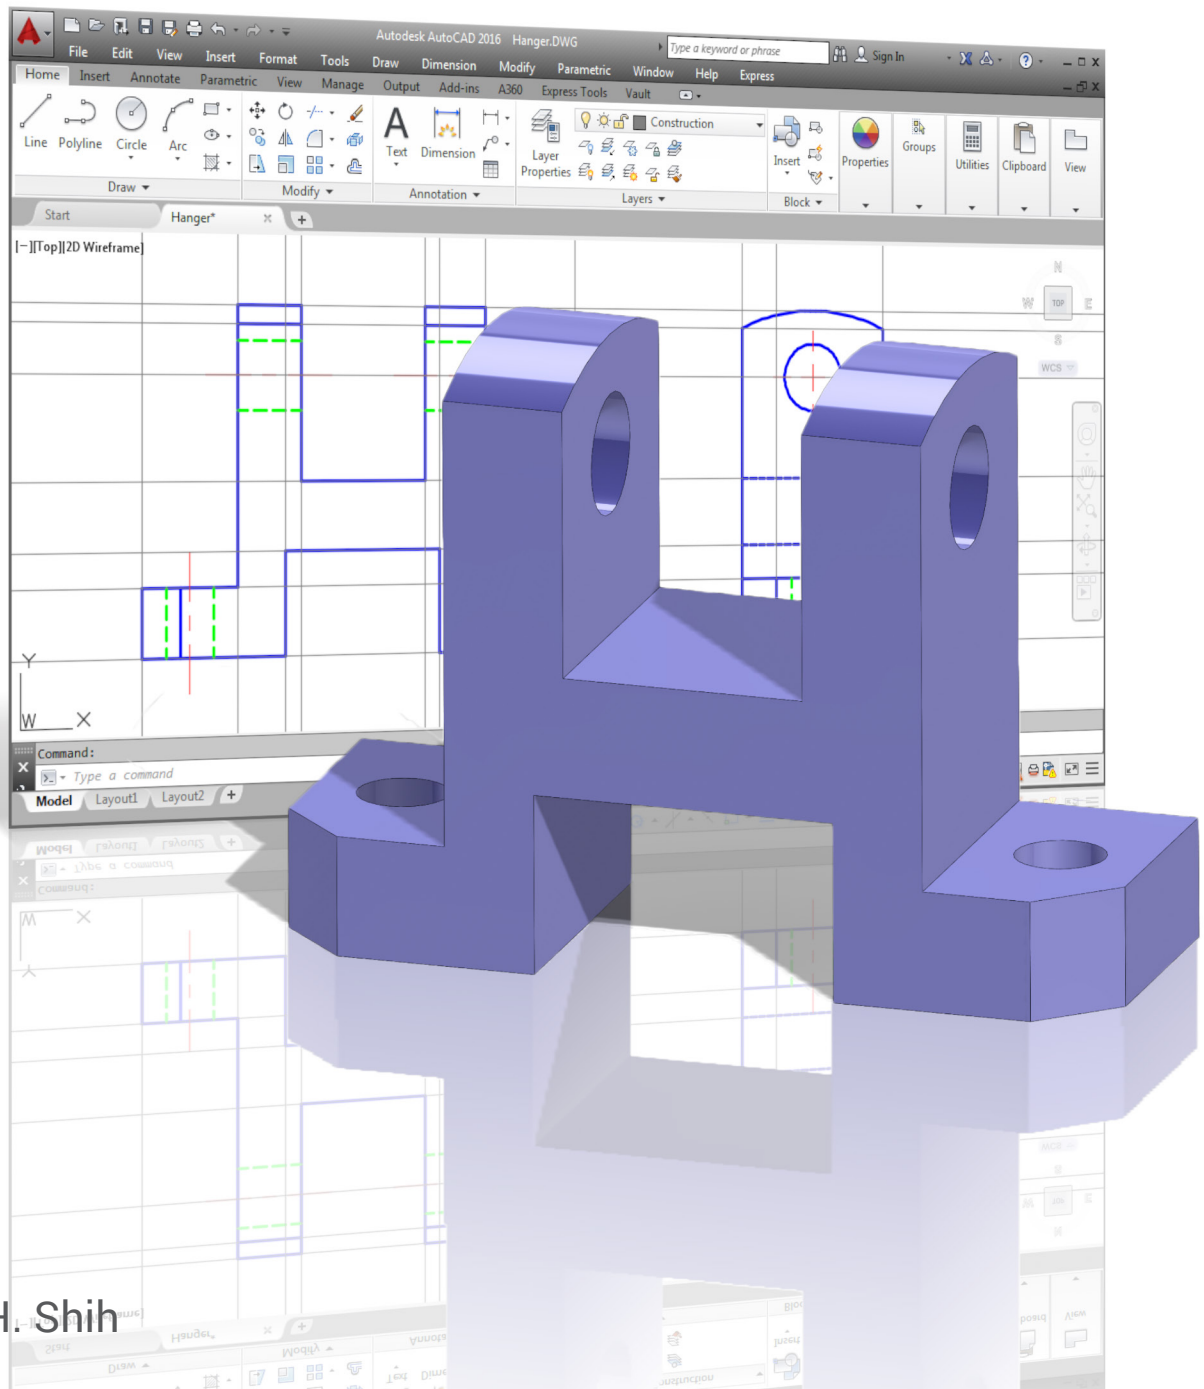 Autodesk AutoCAD 2016 Hanger.DWG
Type a keyword or phrase
Sign In
File Edit View Insert Format Tools Draw Dimension Modify Parametric Window Help Express
Home Insert Annotate Parametric View Manage Output Add-ins A360 Express Tools Vault
Construction
Line Polyline Circle Arc
Text Dimension
Layer Properties
Insert
Properties
Groups
Utilities
Clipboard
View
Draw
Modify
Annotation
Layers
Block
Start
Hanger*
[−][Top][2D Wireframe]
N
W TOP E
S
WCS
Y
W X
Command:
Type a command
Model Layout1 Layout2 +
H. Shih